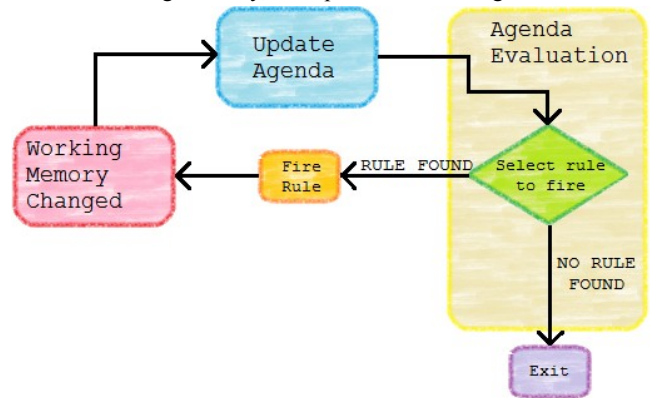 Update
Agenda
Agenda
Evaluation
Working
Memory
Changed
Fire
Rule
RULE FOUND
Select rule
to fire
NO RULE
FOUND
Exit